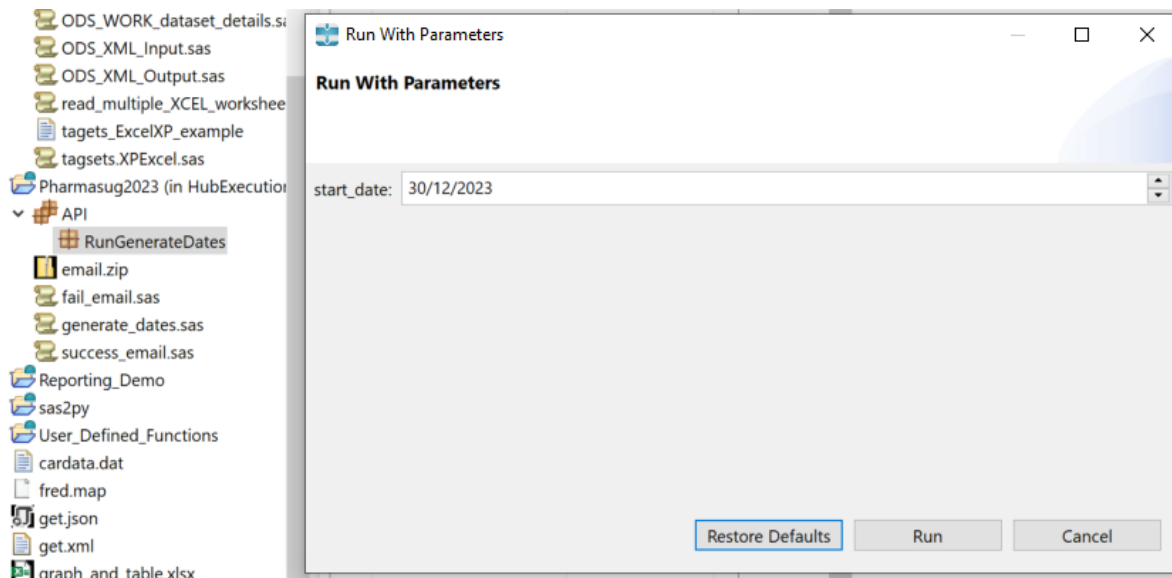 ODS_WORK_dataset_details.sa
ODS_XML_Input.sas
ODS_XML_Output.sas
read_multiple_XCEL_workshee
tagets_ExcelXP_example
tagsets.XPExcel.sas
Pharmasug2023 (in HubExecution
API
RunGenerateDates
email.zip
fail_email.sas
generate_dates.sas
success_email.sas
Reporting_Demo
sas2py
User_Defined_Functions
cardata.dat
fred.map
get.json
get.xml
graph_and_table.xlsx
Run With Parameters
Run With Parameters
start_date: 30/12/2023
Restore Defaults Run Cancel